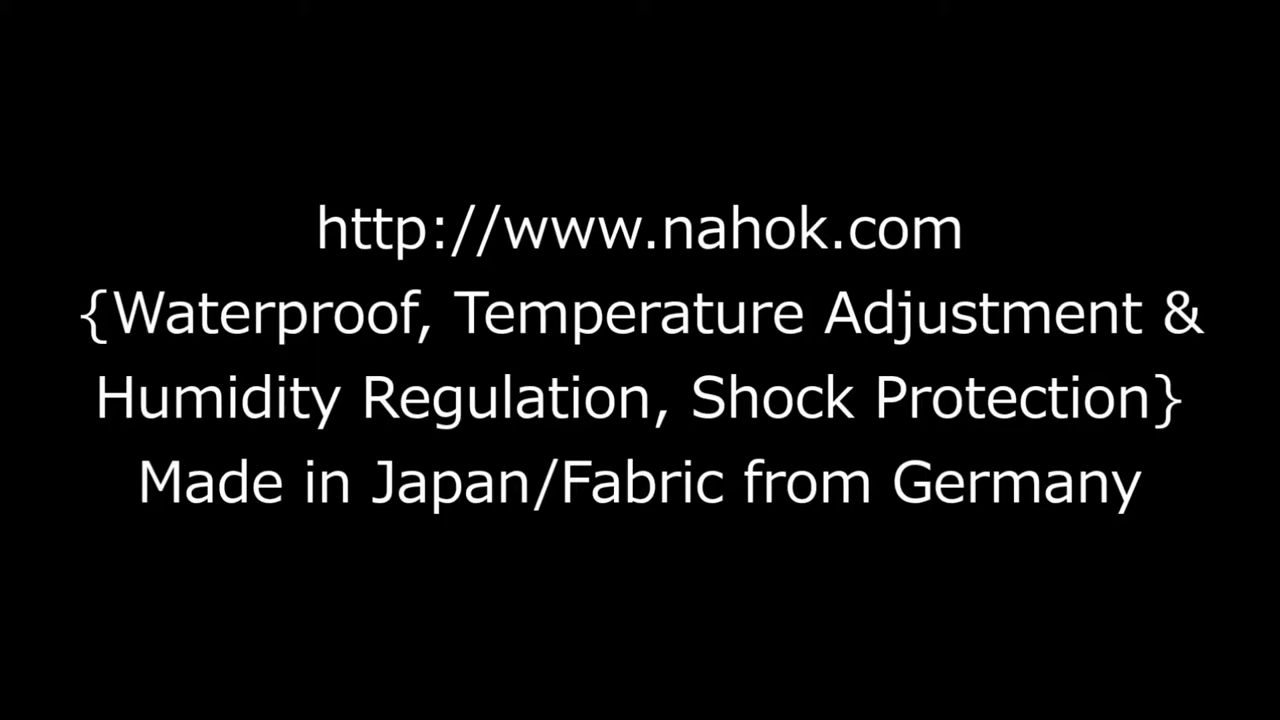 http://www.nahok.com
{Waterproof, Temperature Adjustment &
Humidity Regulation, Shock Protection}
Made in Japan/Fabric from Germany